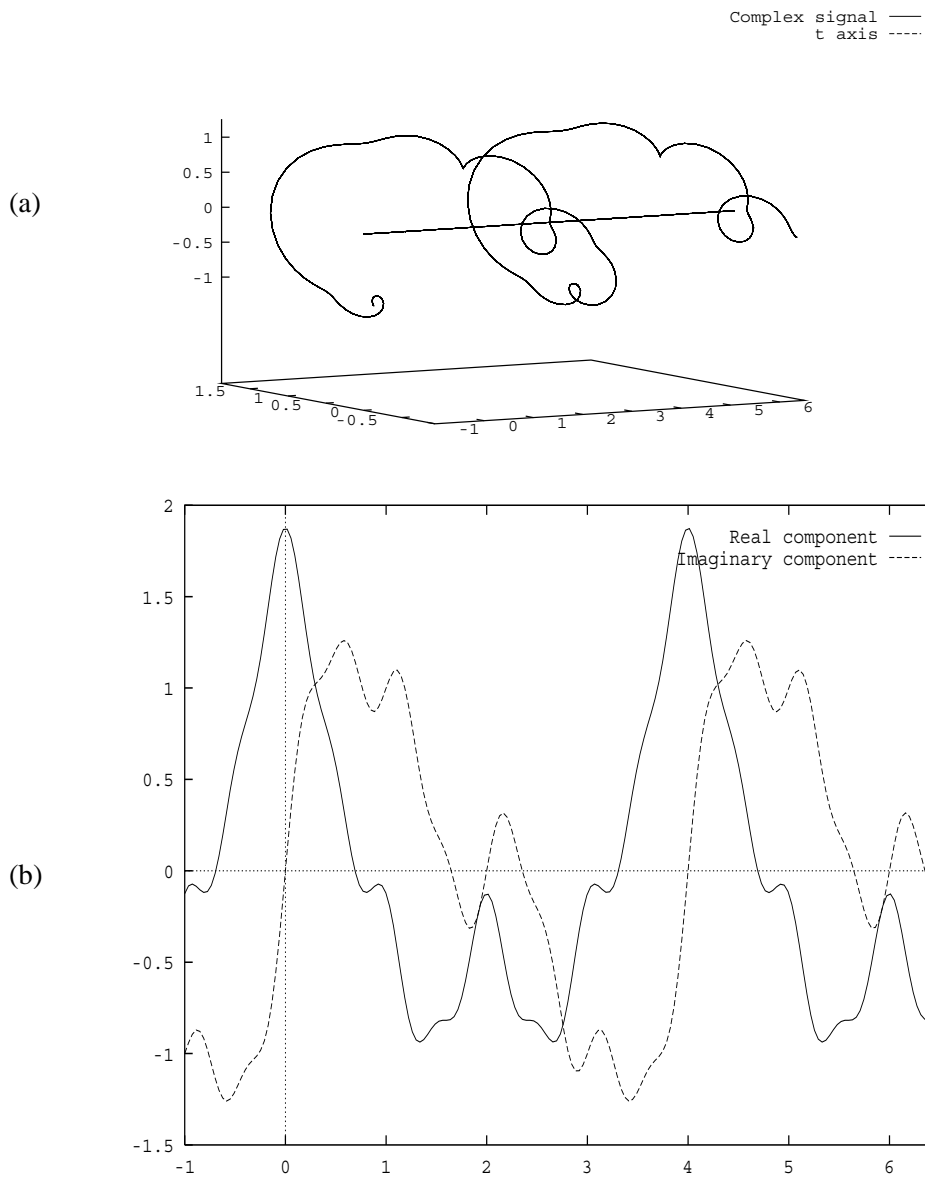 Complex signal
t axis
(a)
1
0.5
0
-0.5
-1
1.5 1 0.5 0 -0.5
-1 0 1 2 3 4 5 6
(b)
Real component
Imaginary component
2
1.5
1
0.5
0
-0.5
-1
-1.5
-1 0 1 2 3 4 5 6